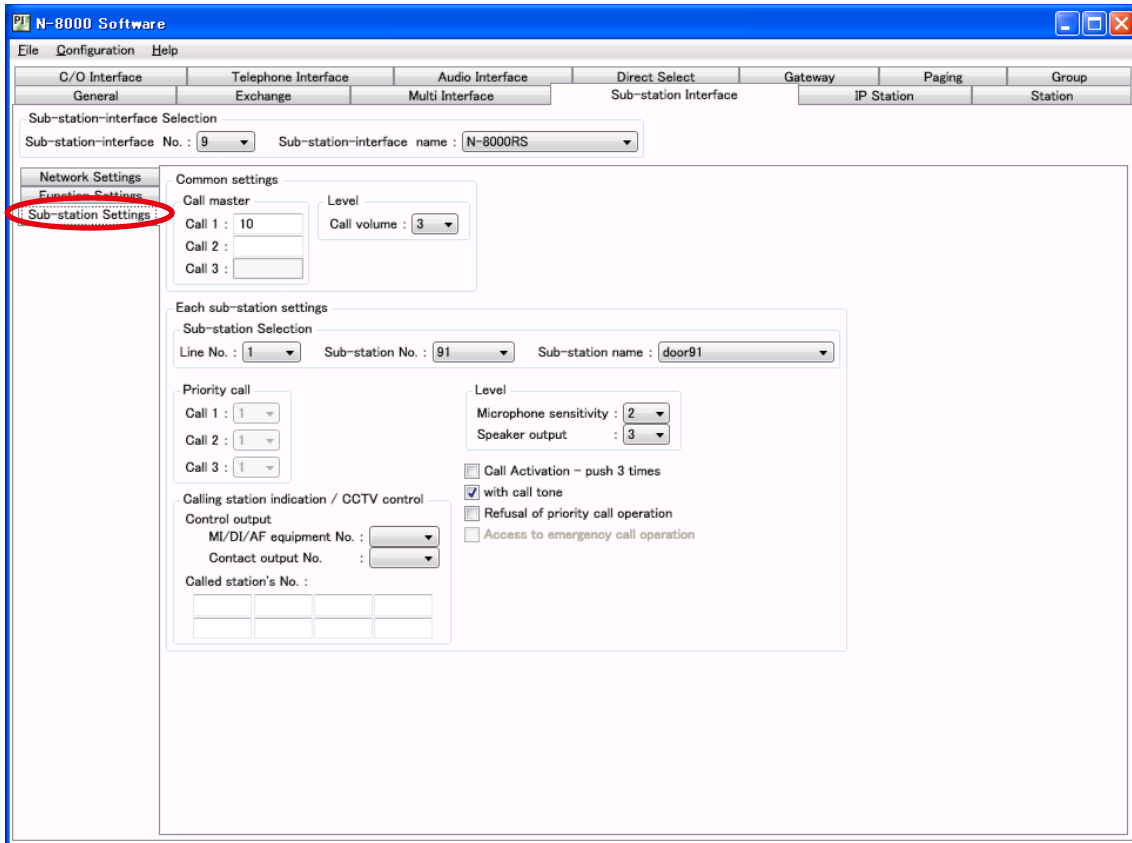 PJ N-8000 Software
File Configuration Help
C/O Interface Telephone Interface Audio Interface Direct Select Gateway Paging Group
General Exchange Multi Interface Sub-station Interface IP Station Station
Sub-station-interface Selection
Sub-station-interface No. : 9 Sub-station-interface name : N-8000RS
Network Settings
Function Settings
Sub-station Settings
Common settings
Call master Level
Call 1 : 10 Call volume : 3
Call 2 :
Call 3 :
Each sub-station settings
Sub-station Selection
Line No. : 1 Sub-station No. : 91 Sub-station name : door91
Priority call
Call 1 : 1
Call 2 : 1
Call 3 : 1
Level
Microphone sensitivity : 2
Speaker output : 3
Call Activation - push 3 times
with call tone
Refusal of priority call operation
Access to emergency call operation
Calling station indication / CCTV control
Control output
MI/DI/AF equipment No. :
Contact output No. :
Called station's No. :